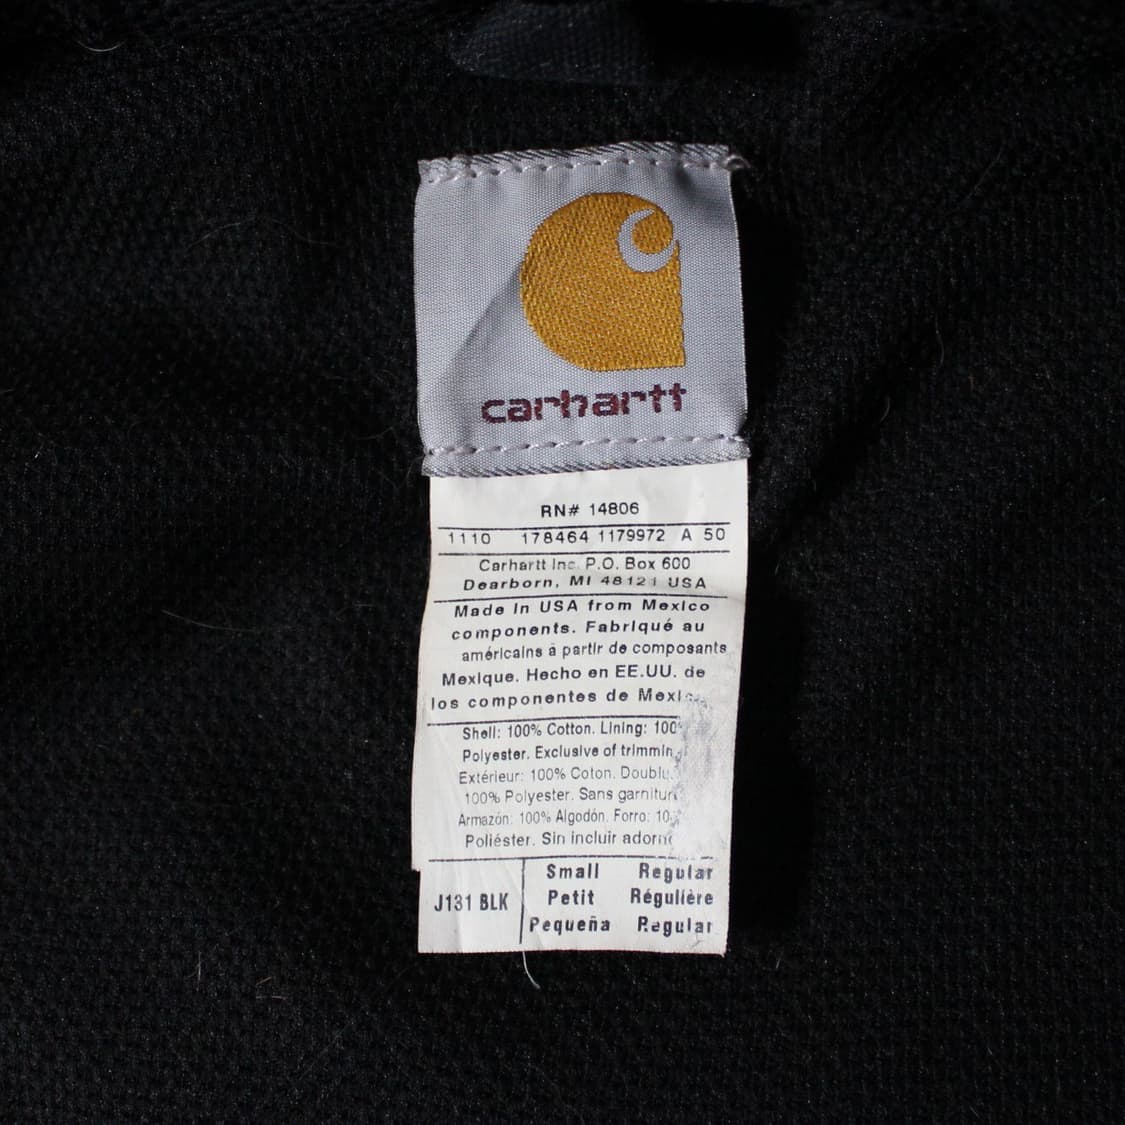 carhartt
RN# 14806
1110 178464 1179972 A 50
Carhartt Inc. P.O. Box 600
Dearborn, MI 48121 USA
Made in USA from Mexico
components. Fabriqué au
américains à partir de composants
Mexique. Hecho en EE.UU. de
los componentes de
Shell: 100% Cotton. Lining:
Polyester. Exclusive of
Extérieur: 100% Coton.
100% Polyester. Sans
Armazón: 100% Algodón. Forro:
Poliéster. Sin incluir
Small Regular
J131 BLK Petit Régulière
Pequeña Regular